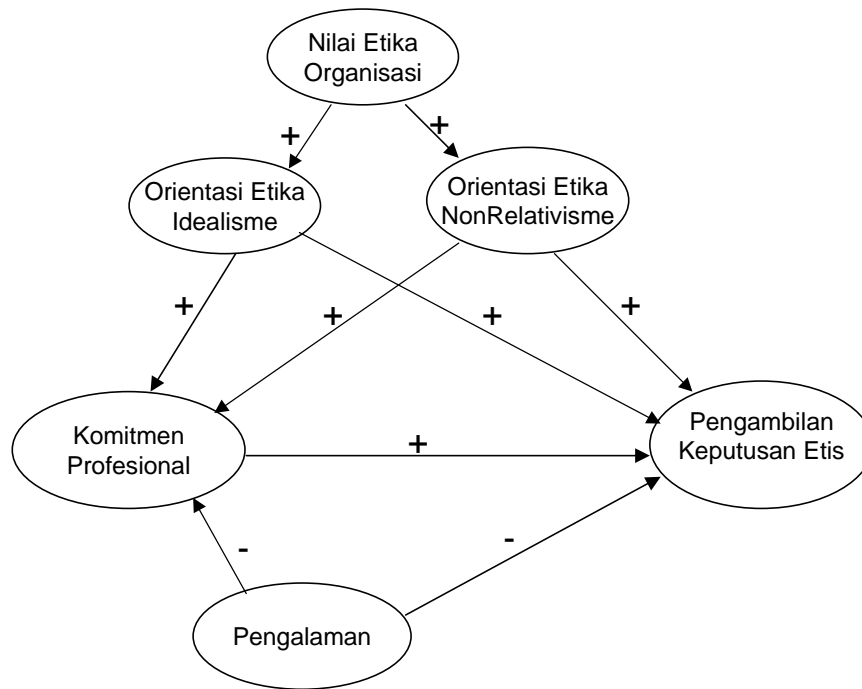 Nilai Etika
Organisasi
+
+
Orientasi Etika
Idealisme
Orientasi Etika
NonRelativisme
+
+
+
+
Komitmen
Profesional
+
Pengambilan
Keputusan Etis
-
-
Pengalaman